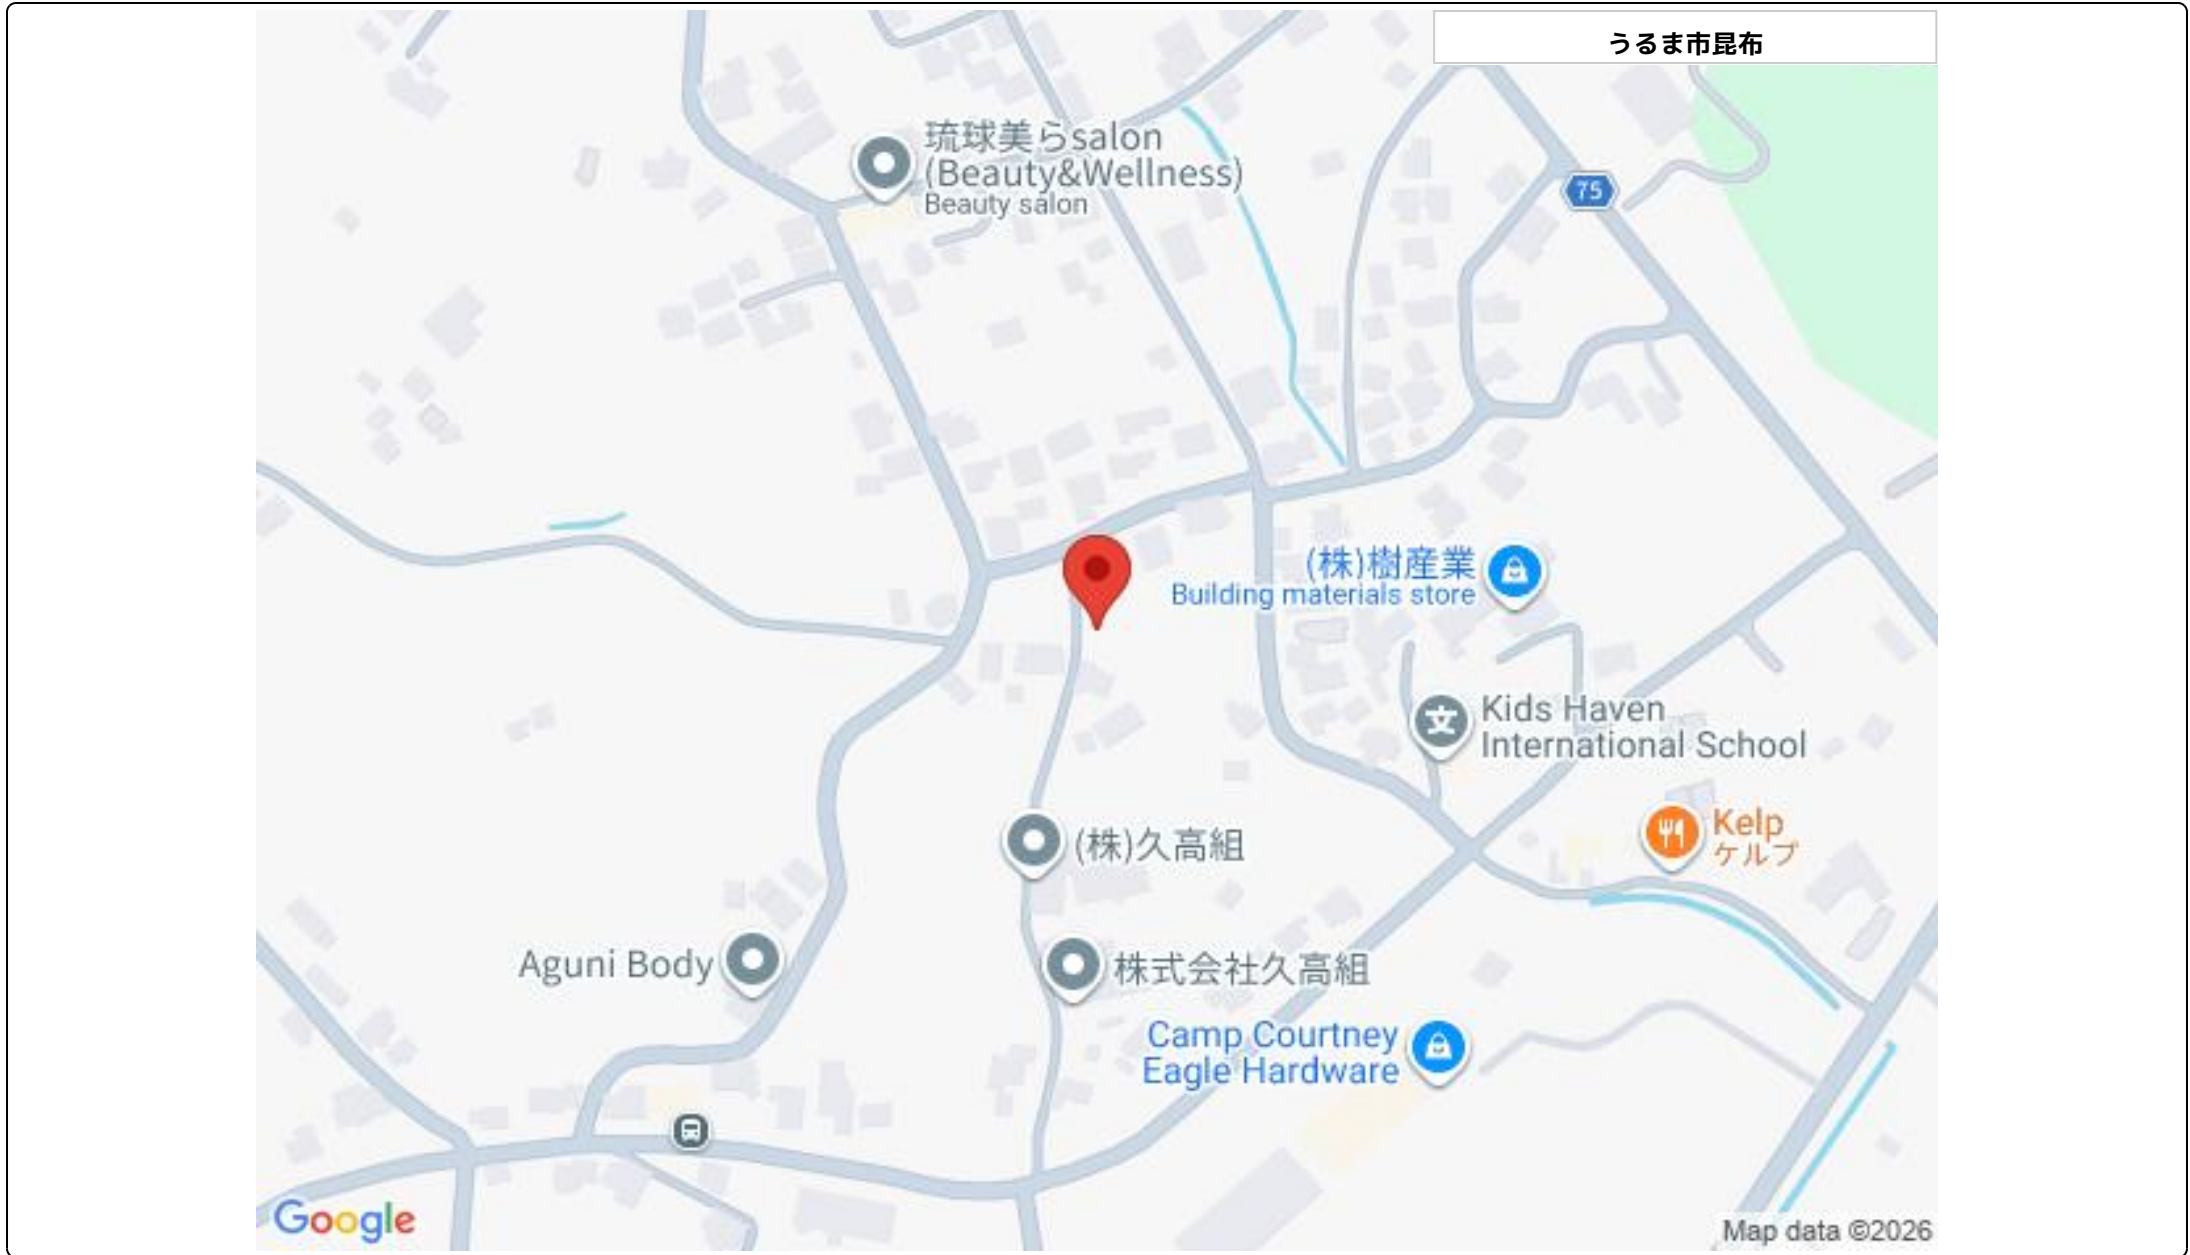 うるま市昆布
琉球美らsalon
(Beauty&Wellness)
Beauty salon
75
(株)樹産業
Building materials store
Kids Haven
International School
Kelp
ケルプ
(株)久高組
Aguni Body
株式会社久高組
Camp Courtney
Eagle Hardware
Google
Map data ©2026